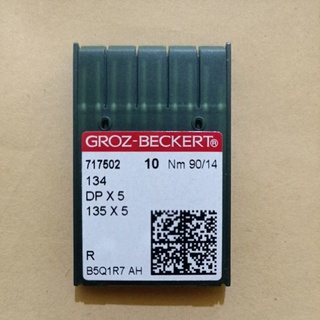 GROZ-BECKERT®
717502 10 Nm 90/14
134
DP X 5
135 X 5
R
B5Q1R7 AH